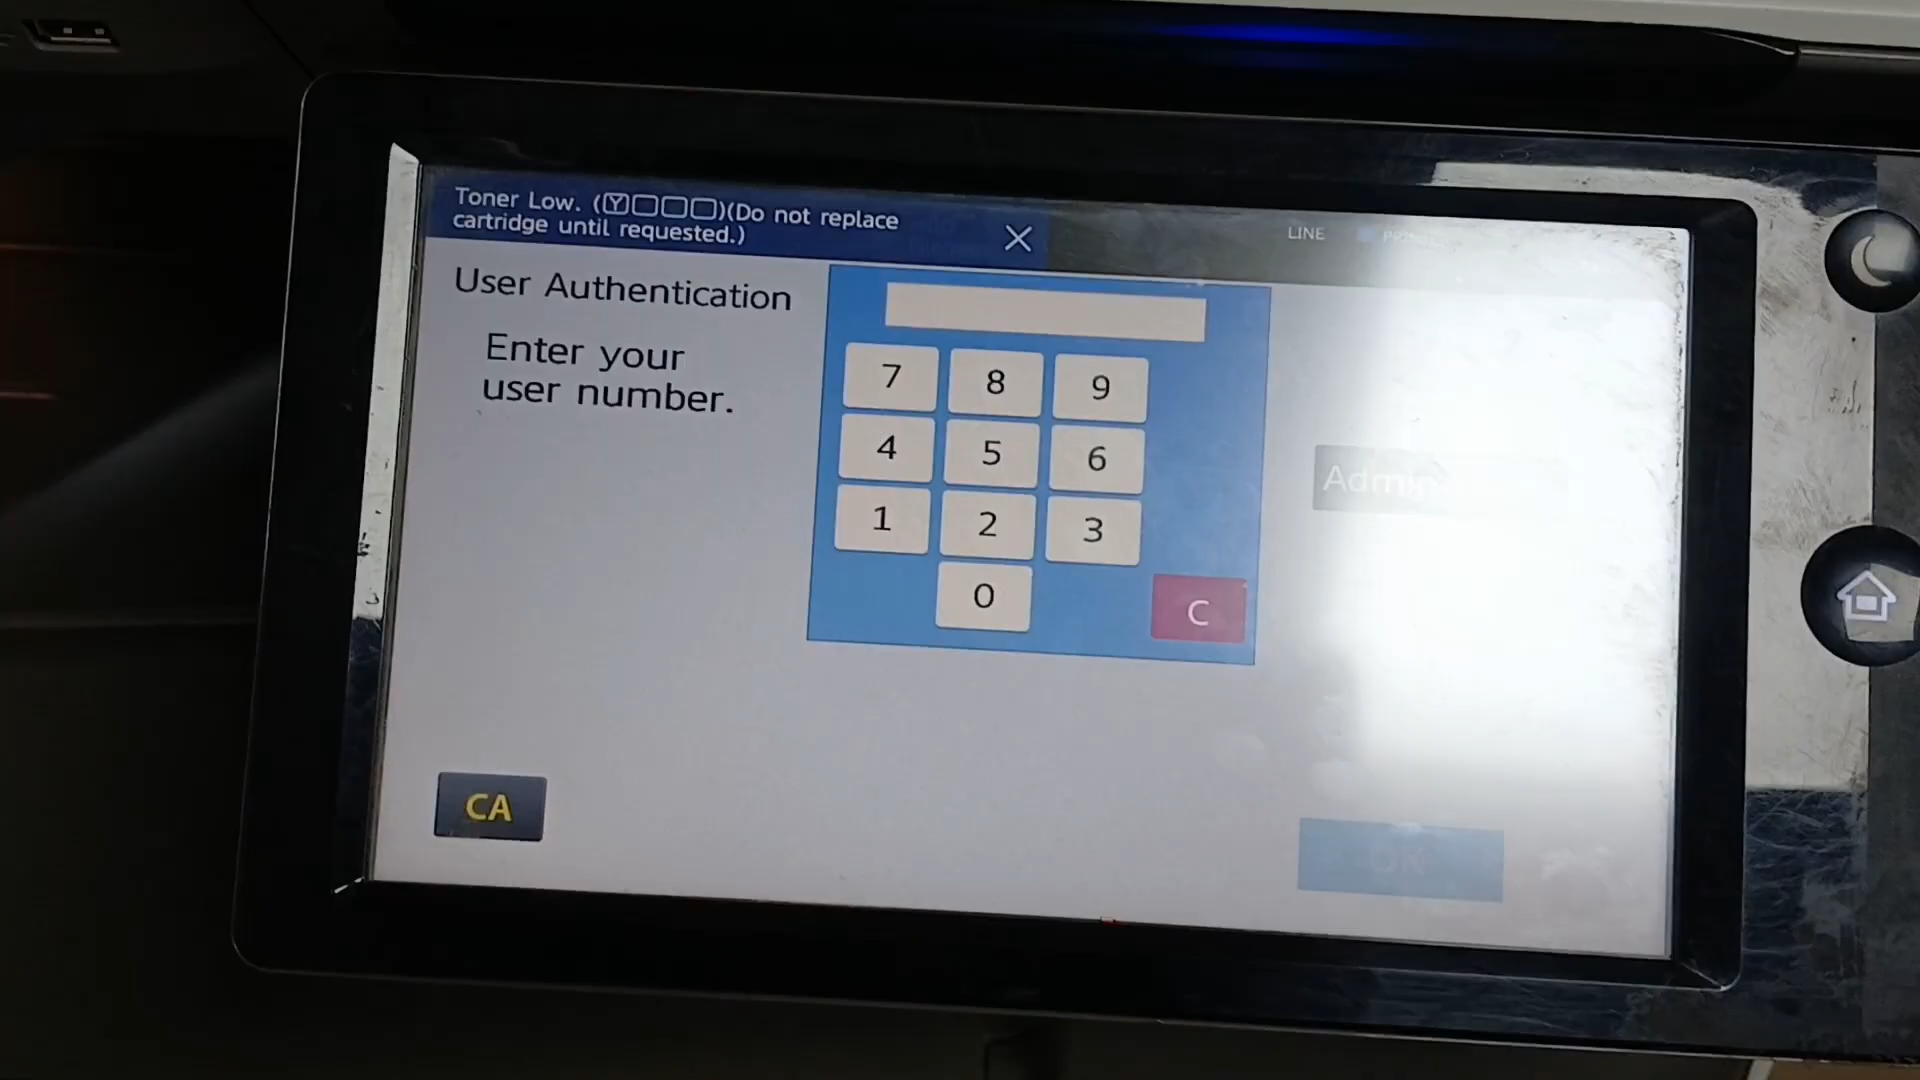 Toner Low. (Y□□□)(Do not replace
cartridge until requested.)
LINE
User Authentication
Enter your
user number.
7 8 9
4 5 6
1 2 3
0 C
CA
OK